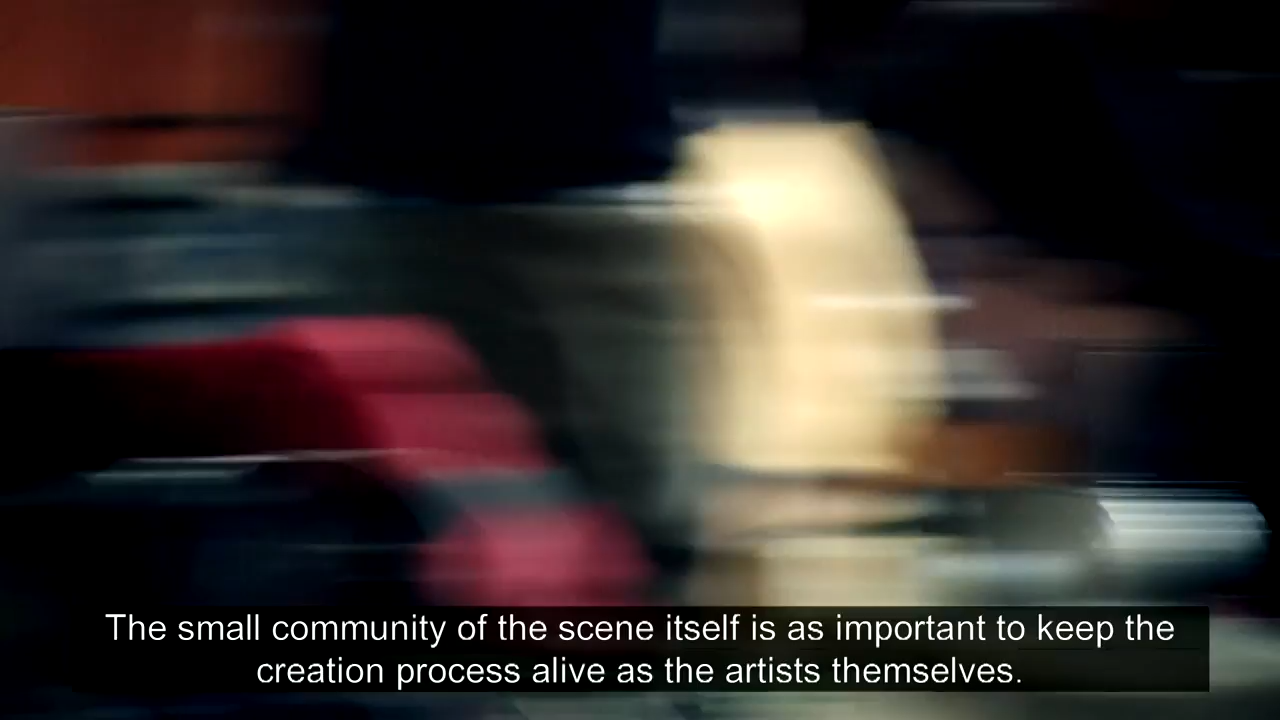 The small community of the scene itself is as important to keep the
creation process alive as the artists themselves.